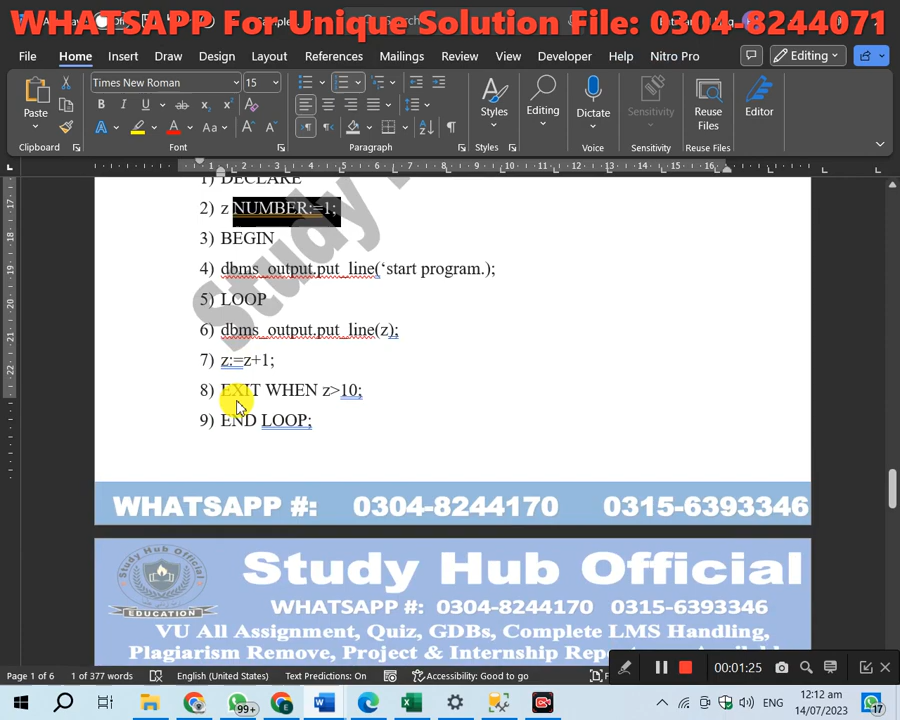 WHATSAPP For Unique Solution File: 0304-8244071
File Home Insert Draw Design Layout References Mailings Review View Developer Help Nitro Pro Editing
Times New Roman 15
Paste Styles Editing Dictate Sensitivity Reuse Files Editor
Clipboard Font Paragraph Styles Voice Sensitivity Reuse Files
1) DECLARE
2) z NUMBER:=1;
3) BEGIN
4) dbms_output.put_line(‘start program.);
5) LOOP
6) dbms_output.put_line(z);
7) z:=z+1;
8) EXIT WHEN z>10;
9) END LOOP;
Study
WHATSAPP #: 0304-8244170 0315-6393346
Study Hub Official
EDUCATION
WHATSAPP #: 0304-8244170 0315-6393346
VU All Assignment, Quiz, GDBs, Complete LMS Handling,
Plagiarism Remove, Project & Internship
00:01:25
Page 1 of 6 1 of 377 words English (United States) Text Predictions: On Accessibility: Good to go
99+ ENG 12:12 am
14/07/2023 17